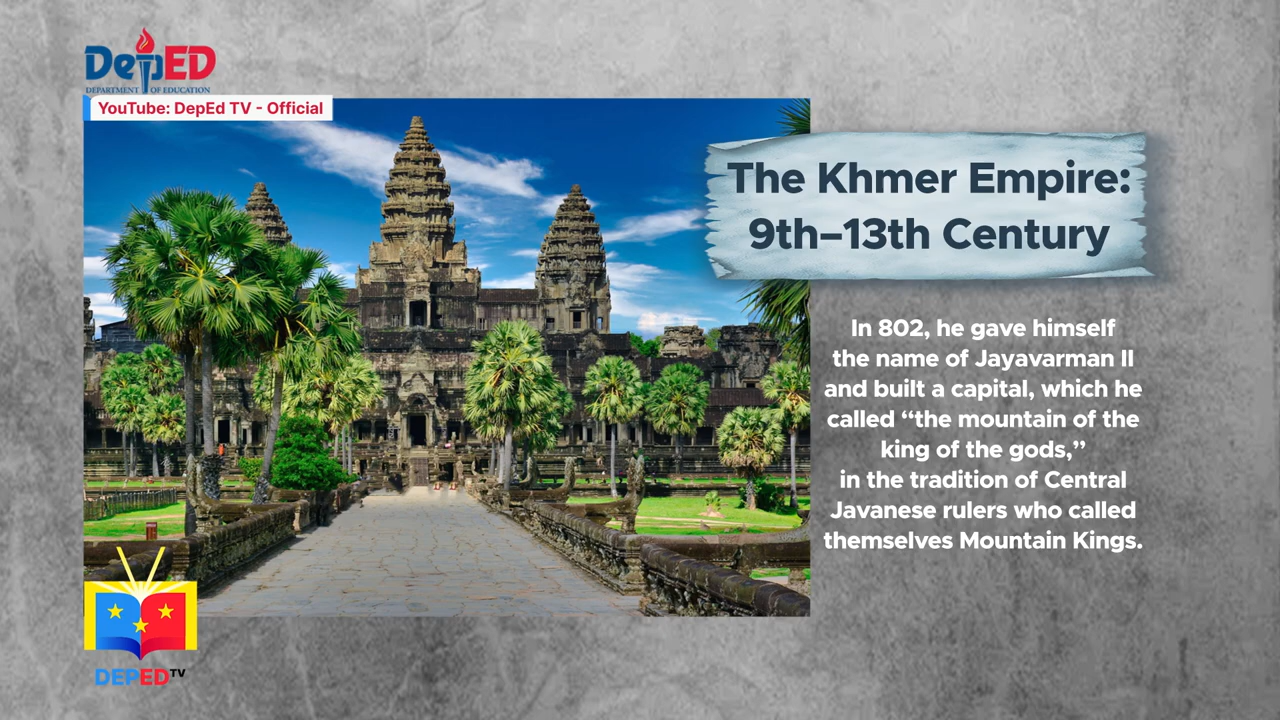 DepED
DEPARTMENT OF EDUCATION
YouTube: DepEd TV - Official
The Khmer Empire:
9th–13th Century
In 802, he gave himself
the name of Jayavarman II
and built a capital, which he
called “the mountain of the
king of the gods,”
in the tradition of Central
Javanese rulers who called
themselves Mountain Kings.
DEPED TV